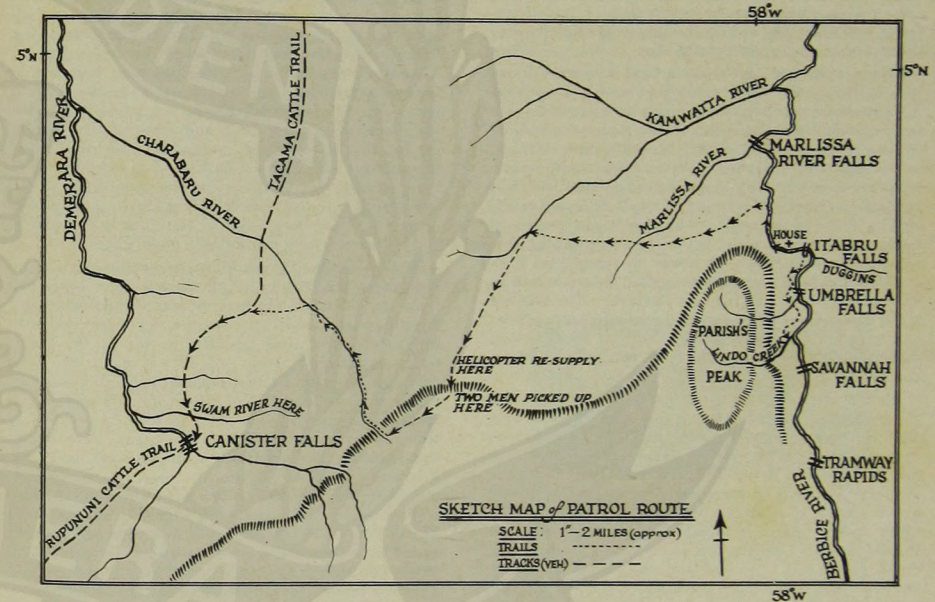 58°W
5°N
5°N
TACAMA CATTLE TRAIL
DEMERARA RIVER
CHARABARU RIVER
KAMWATTA RIVER
MARLISSA
RIVER FALLS
MARLISSA RIVER
HOUSE
ITABRU
FALLS
DUGGINS
UMBRELLA
FALLS
PARISH'S
PEAK
UNDO CREEK
SAVANNAH
FALLS
HELICOPTER RE-SUPPLY
HERE
TWO MEN PICKED UP
HERE
SWAM RIVER HERE
CANISTER FALLS
RUPUNUNI CATTLE TRAIL
TRAMWAY
RAPIDS
BERBICE RIVER
SKETCH MAP of PATROL ROUTE
SCALE: 1"—2 MILES (approx)
TRAILS
TRACKS (VEH)
58°W